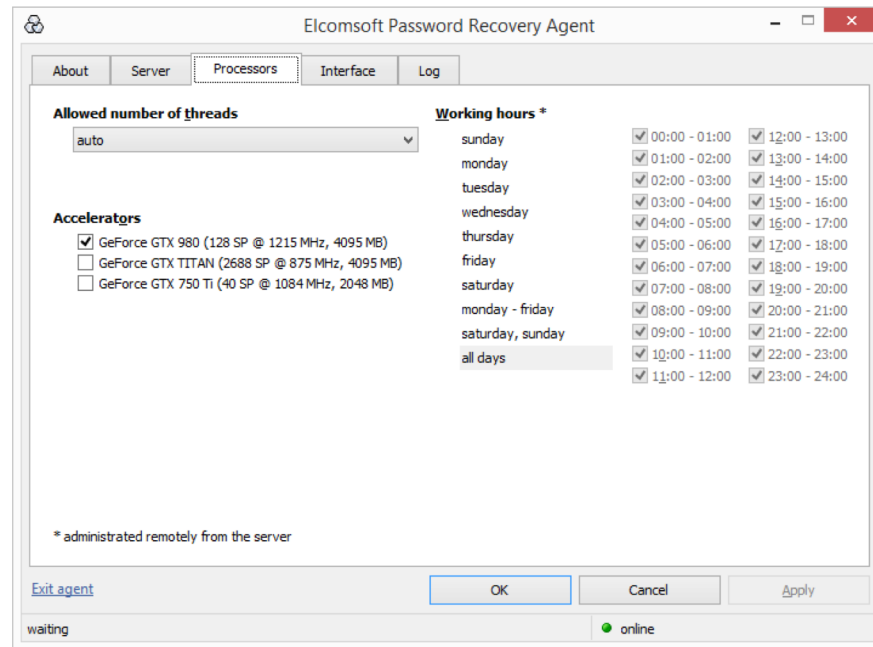 Elcomsoft Password Recovery Agent
About Server Processors Interface Log
Allowed number of threads
auto
Accelerators
GeForce GTX 980 (128 SP @ 1215 MHz, 4095 MB)
GeForce GTX TITAN (2688 SP @ 875 MHz, 4095 MB)
GeForce GTX 750 Ti (40 SP @ 1084 MHz, 2048 MB)
Working hours *
sunday
monday
tuesday
wednesday
thursday
friday
saturday
monday - friday
saturday, sunday
all days
00:00 - 01:00 12:00 - 13:00
01:00 - 02:00 13:00 - 14:00
02:00 - 03:00 14:00 - 15:00
03:00 - 04:00 15:00 - 16:00
04:00 - 05:00 16:00 - 17:00
05:00 - 06:00 17:00 - 18:00
06:00 - 07:00 18:00 - 19:00
07:00 - 08:00 19:00 - 20:00
08:00 - 09:00 20:00 - 21:00
09:00 - 10:00 21:00 - 22:00
10:00 - 11:00 22:00 - 23:00
11:00 - 12:00 23:00 - 24:00
* administrated remotely from the server
Exit agent OK Cancel Apply
waiting online